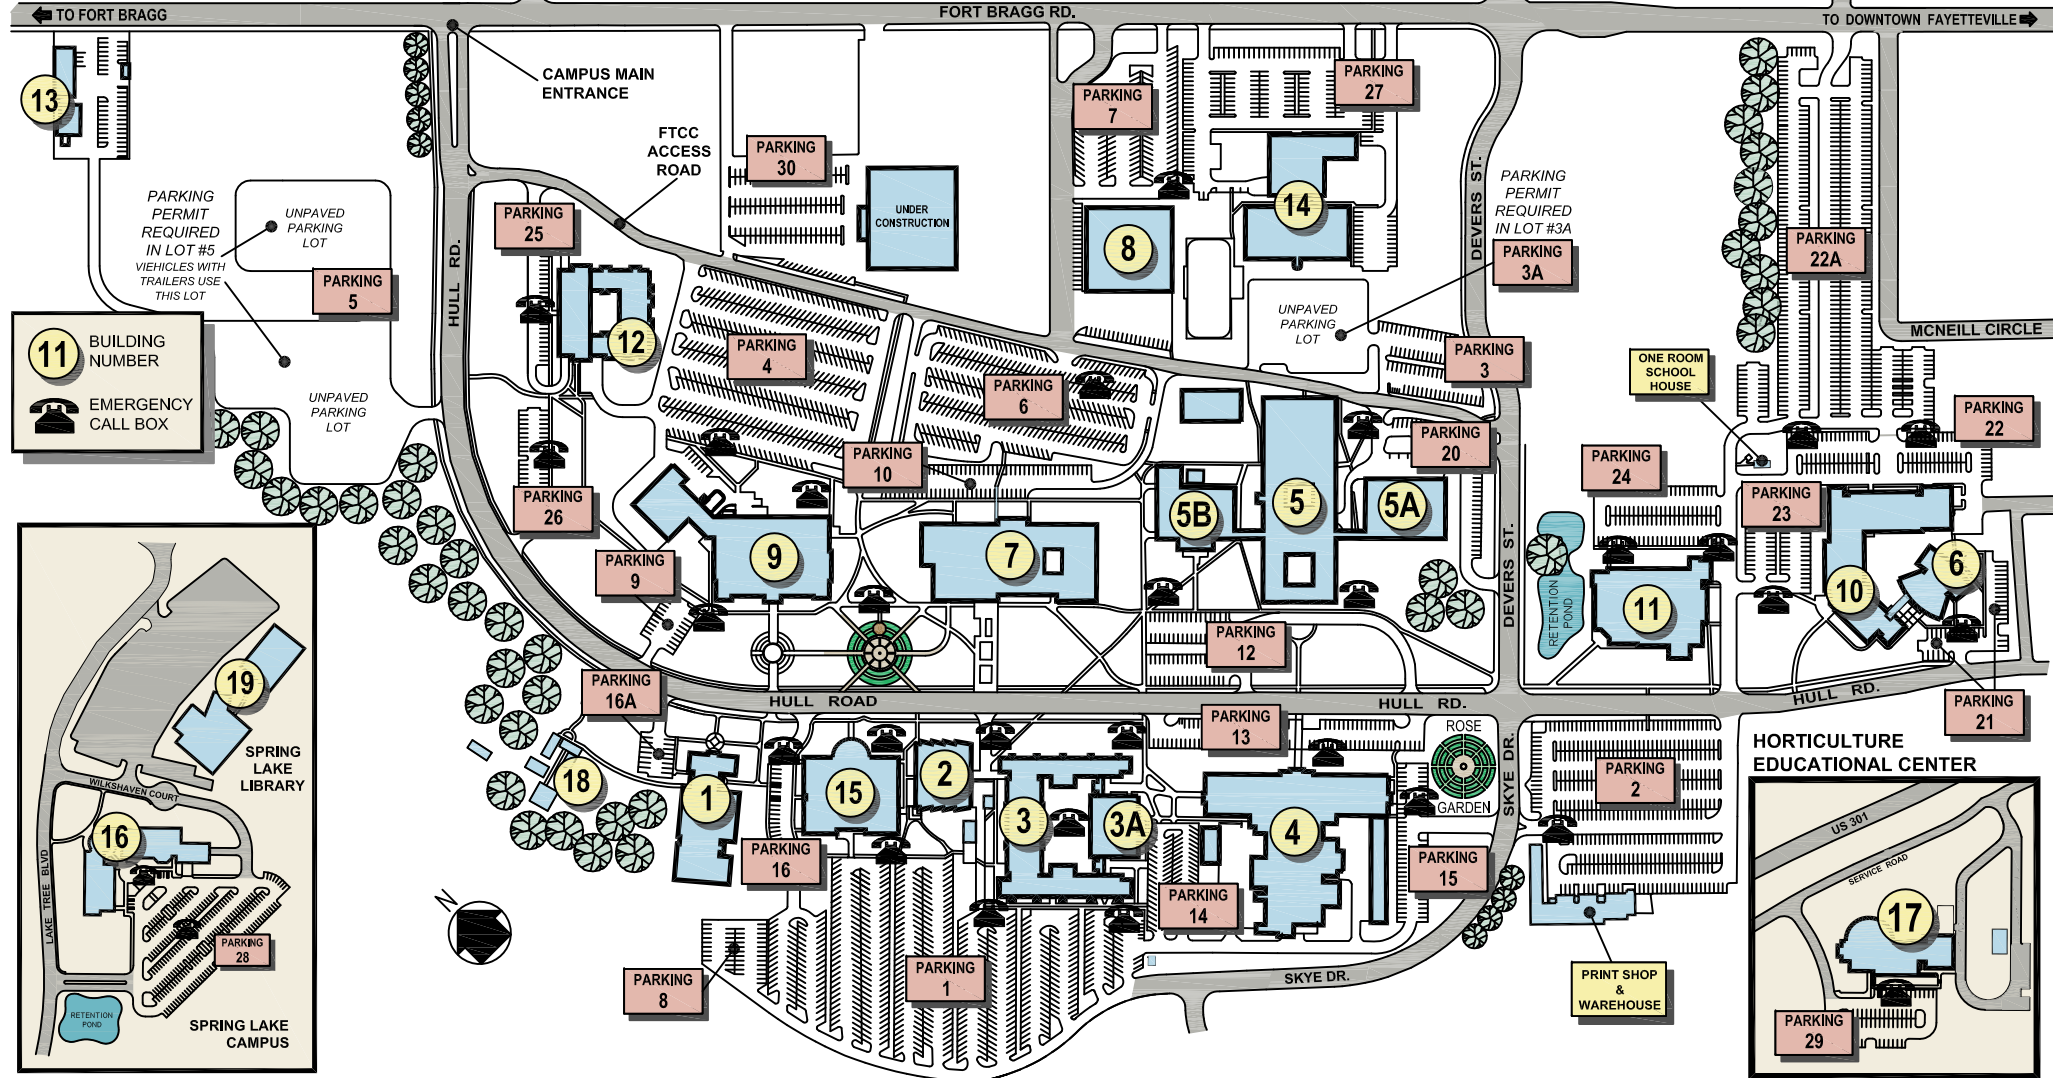 TO FORT BRAGG
FORT BRAGG RD.
TO DOWNTOWN FAYETTEVILLE
13
CAMPUS MAIN
ENTRANCE
FTCC
ACCESS
ROAD
PARKING
30
PARKING
7
PARKING
27
UNDER
CONSTRUCTION
PARKING
PERMIT
REQUIRED
IN LOT #5
VIEHICLES WITH
TRAILERS USE
THIS LOT
UNPAVED
PARKING
LOT
PARKING
5
HULL RD.
PARKING
25
14
8
DEVERS ST.
PARKING
PERMIT
REQUIRED
IN LOT #3A
PARKING
3A
PARKING
22A
UNPAVED
PARKING
LOT
MCNEILL CIRCLE
11
BUILDING
NUMBER
EMERGENCY
CALL BOX
UNPAVED
PARKING
LOT
12
PARKING
4
PARKING
6
PARKING
3
ONE ROOM
SCHOOL
HOUSE
PARKING
22
PARKING
10
PARKING
20
PARKING
24
PARKING
26
PARKING
23
9
7
5B
5
5A
DEVERS ST.
RETENTION
POND
11
10
6
PARKING
9
PARKING
12
PARKING
16A
HULL ROAD
HULL RD.
HULL RD.
PARKING
21
PARKING
13
ROSE
GARDEN
SKYE DR.
PARKING
2
18
1
15
2
3
3A
4
PARKING
16
PARKING
14
PARKING
15
PARKING
8
PARKING
1
SKYE DR.
PRINT SHOP
&
WAREHOUSE
N
19
SPRING
LAKE
LIBRARY
WILKSHAVEN COURT
16
LAKE TREE BLVD
PARKING
28
RETENTION
POND
SPRING LAKE
CAMPUS
HORTICULTURE
EDUCATIONAL CENTER
US 301
SERVICE ROAD
17
PARKING
29